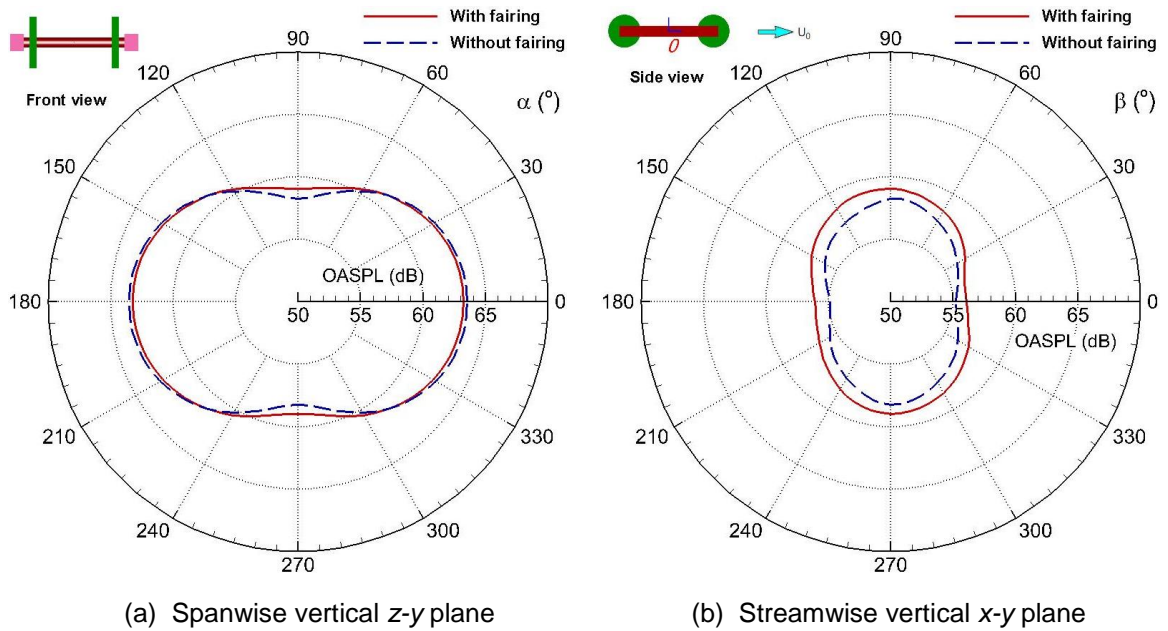 With fairing
Without fairing
Front view
α (°)
90
120
60
150
30
180
0
210
330
240
300
270
OASPL (dB)
50 55 60 65
With fairing
Without fairing
O
U₀
Side view
β (°)
90
120
60
150
30
180
0
210
330
240
300
270
50 55 60 65
OASPL (dB)
(a) Spanwise vertical z-y plane
(b) Streamwise vertical x-y plane